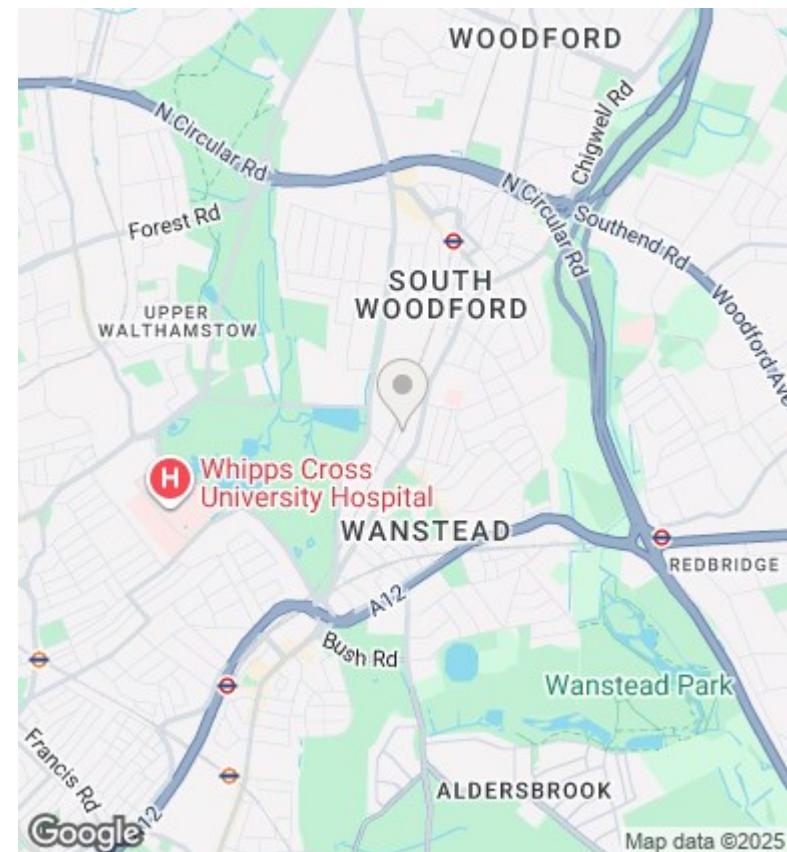 WOODFORD
N Circular Rd
Chigwell Rd
N Circular Rd
Forest Rd
Southend Rd
SOUTH
WOODFORD
Woodford Ave
UPPER
WALTHAMSTOW
H
Whipps Cross
University Hospital
WANSTEAD
REDBRIDGE
A12
Bush Rd
Wanstead Park
Francis Rd
A12
ALDERSBROOK
Google
Map data ©2025